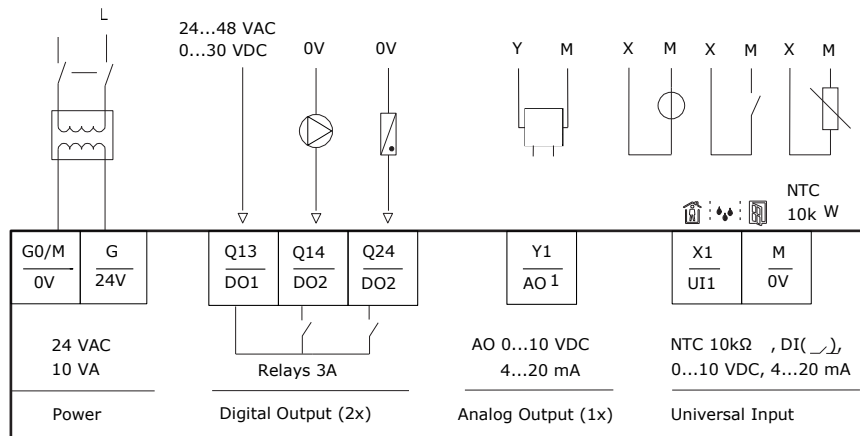 L
24...48 VAC
0...30 VDC
0V
0V
Y M
X M X M X M
NTC
10k W
G0/M
0V
G
24V
Q13
DO1
Q14
DO2
Q24
DO2
Y1
AO 1
X1
UI1
M
0V
24 VAC
10 VA
Relays 3A
AO 0...10 VDC
4...20 mA
NTC 10kΩ , DI( ),
0...10 VDC, 4...20 mA
Power
Digital Output (2x)
Analog Output (1x)
Universal Input